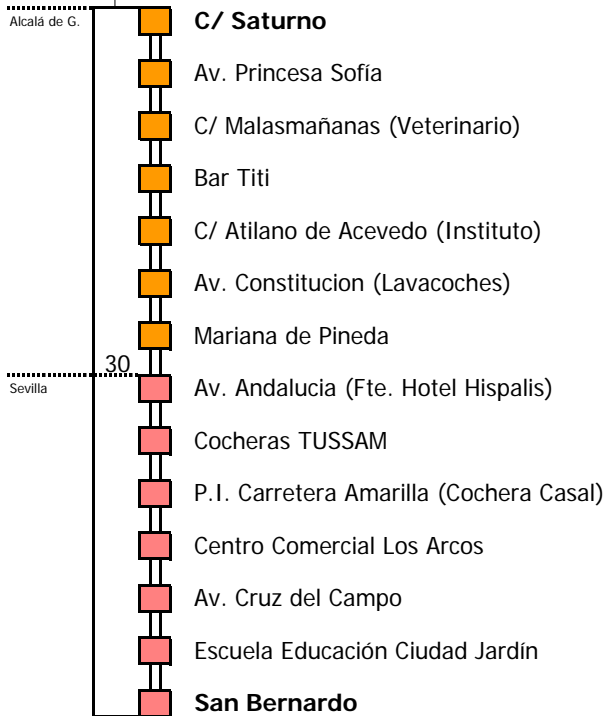 Alcalá de G.
C/ Saturno
Av. Princesa Sofía
C/ Malasmañanas (Veterinario)
Bar Titi
C/ Atilano de Acevedo (Instituto)
Av. Constitucion (Lavacoches)
Mariana de Pineda
30
Sevilla
Av. Andalucia (Fte. Hotel Hispalis)
Cocheras TUSSAM
P.I. Carretera Amarilla (Cochera Casal)
Centro Comercial Los Arcos
Av. Cruz del Campo
Escuela Educación Ciudad Jardín
San Bernardo